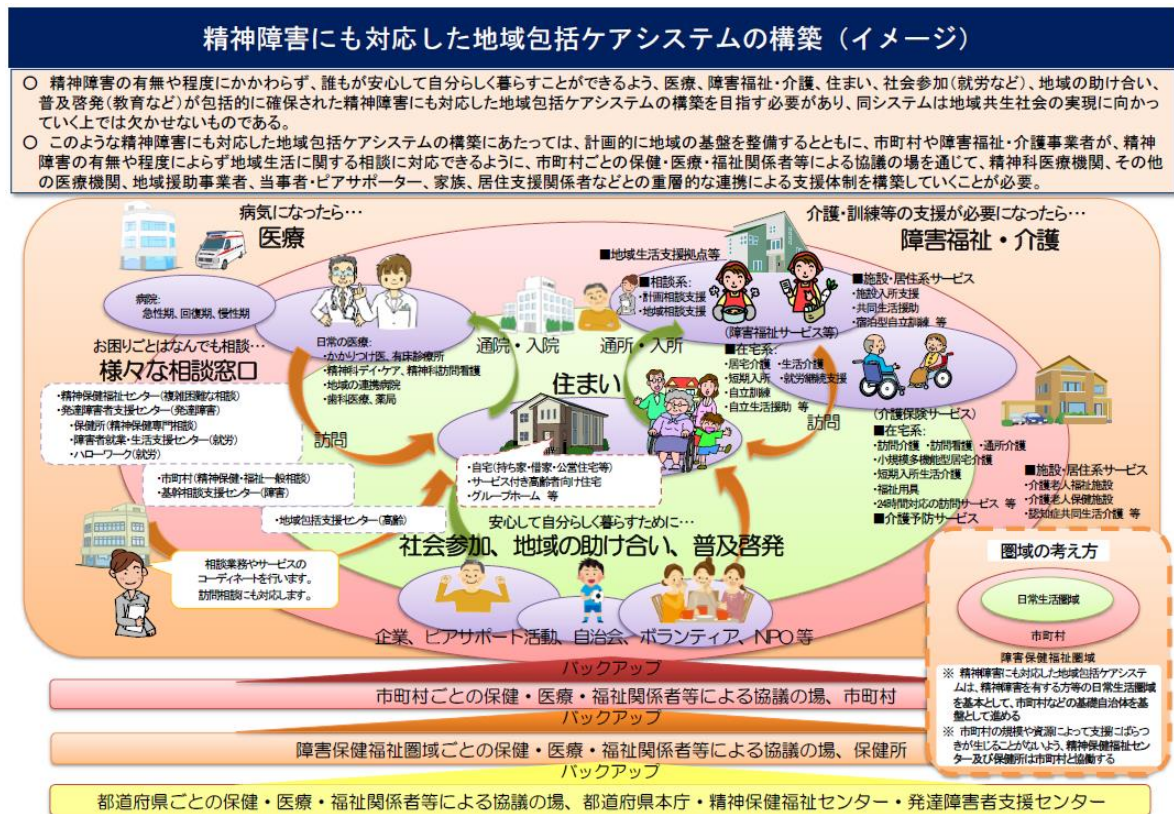 精神障害にも対応した地域包括ケアシステムの構築（イメージ）
○ 精神障害の有無や程度にかかわらず、誰もが安心して自分らしく暮らすことができるよう、医療、障害福祉・介護、住まい、社会参加（就労など）、地域の助け合い、
普及啓発（教育など）が包括的に確保された精神障害にも対応した地域包括ケアシステムの構築を目指す必要があり、同システムは地域共生社会の実現に向かっ
ていく上では欠かせないものである。
○ このような精神障害にも対応した地域包括ケアシステムの構築にあたっては、計画的に地域の基盤を整備するとともに、市町村や障害福祉・介護事業者が、精神
障害の有無や程度によらず地域生活に関する相談に対応できるように、市町村ごとの保健・医療・福祉関係者等による協議の場を通じて、精神科医療機関、その他
の医療機関、地域援助事業者、当事者・ピアサポーター、家族、居住支援関係者などとの重層的な連携による支援体制を構築していくことが必要。
病気になったら…
医療
病院:
急性期、回復期、慢性期
日常の医療:
・かかりつけ医、有床診療所
・精神科デイ・ケア、精神科訪問看護
・地域の連携病院
・歯科医療、薬局
お困りごとはなんでも相談…
様々な相談窓口
・精神保健福祉センター（複雑困難な相談）
・発達障害者支援センター（発達障害）
・保健所（精神保健専門相談）
・障害者就業・生活支援センター（就労）
・ハローワーク（就労）
・市町村（精神保健・福祉一般相談）
・基幹相談支援センター（障害）
・地域包括支援センター（高齢）
相談業務やサービスの
コーディネートを行います。
訪問相談にも対応します。
訪問
通院・入院
通所・入所
住まい
・自宅（持ち家・借家・公営住宅等）
・サービス付き高齢者向け住宅
・グループホーム 等
介護・訓練等の支援が必要になったら…
障害福祉・介護
■地域生活支援拠点等
■相談系:
・計画相談支援
・地域相談支援
（障害福祉サービス等）
■在宅系:
・居宅介護 ・生活介護
・短期入所 ・就労継続支援
・自立訓練
・自立生活援助 等
■施設・居住系サービス
・施設入所支援
・共同生活援助
・宿泊型自立訓練 等
訪問
（介護保険サービス）
■在宅系:
・訪問介護 ・訪問看護 ・通所介護
・小規模多機能型居宅介護
・短期入所生活介護
・福祉用具
・24時間対応の訪問サービス 等
■介護予防サービス
■施設・居住系サービス
・介護老人福祉施設
・介護老人保健施設
・認知症共同生活介護 等
安心して自分らしく暮らすために…
社会参加、地域の助け合い、普及啓発
企業、ピアサポート活動、自治会、ボランティア、NPO等
圏域の考え方
日常生活圏域
市町村
障害保健福祉圏域
※ 精神障害にも対応した地域包括ケアシステ
ムは、精神障害を有する方等の日常生活圏域
を基本として、市町村などの基礎自治体を基
盤として進める
※ 市町村の規模や資源によって支援にばらつ
きが生じることがないよう、精神保健福祉セン
ター及び保健所は市町村と協働する
バックアップ
市町村ごとの保健・医療・福祉関係者等による協議の場、市町村
バックアップ
障害保健福祉圏域ごとの保健・医療・福祉関係者等による協議の場、保健所
バックアップ
都道府県ごとの保健・医療・福祉関係者等による協議の場、都道府県本庁・精神保健福祉センター・発達障害者支援センター